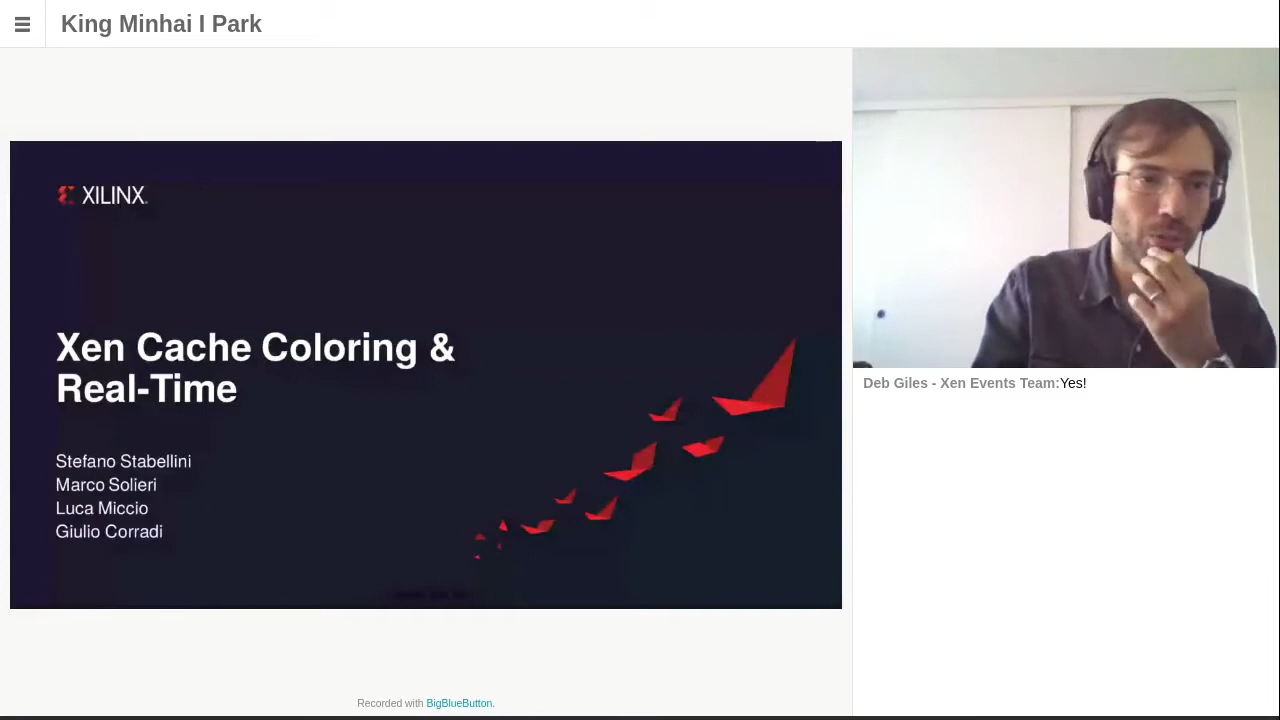 King Minhai I Park
XILINX
Xen Cache Coloring &
Real-Time
Stefano Stabellini
Marco Solieri
Luca Miccio
Giulio Corradi
Deb Giles - Xen Events Team:Yes!
Recorded with BigBlueButton.